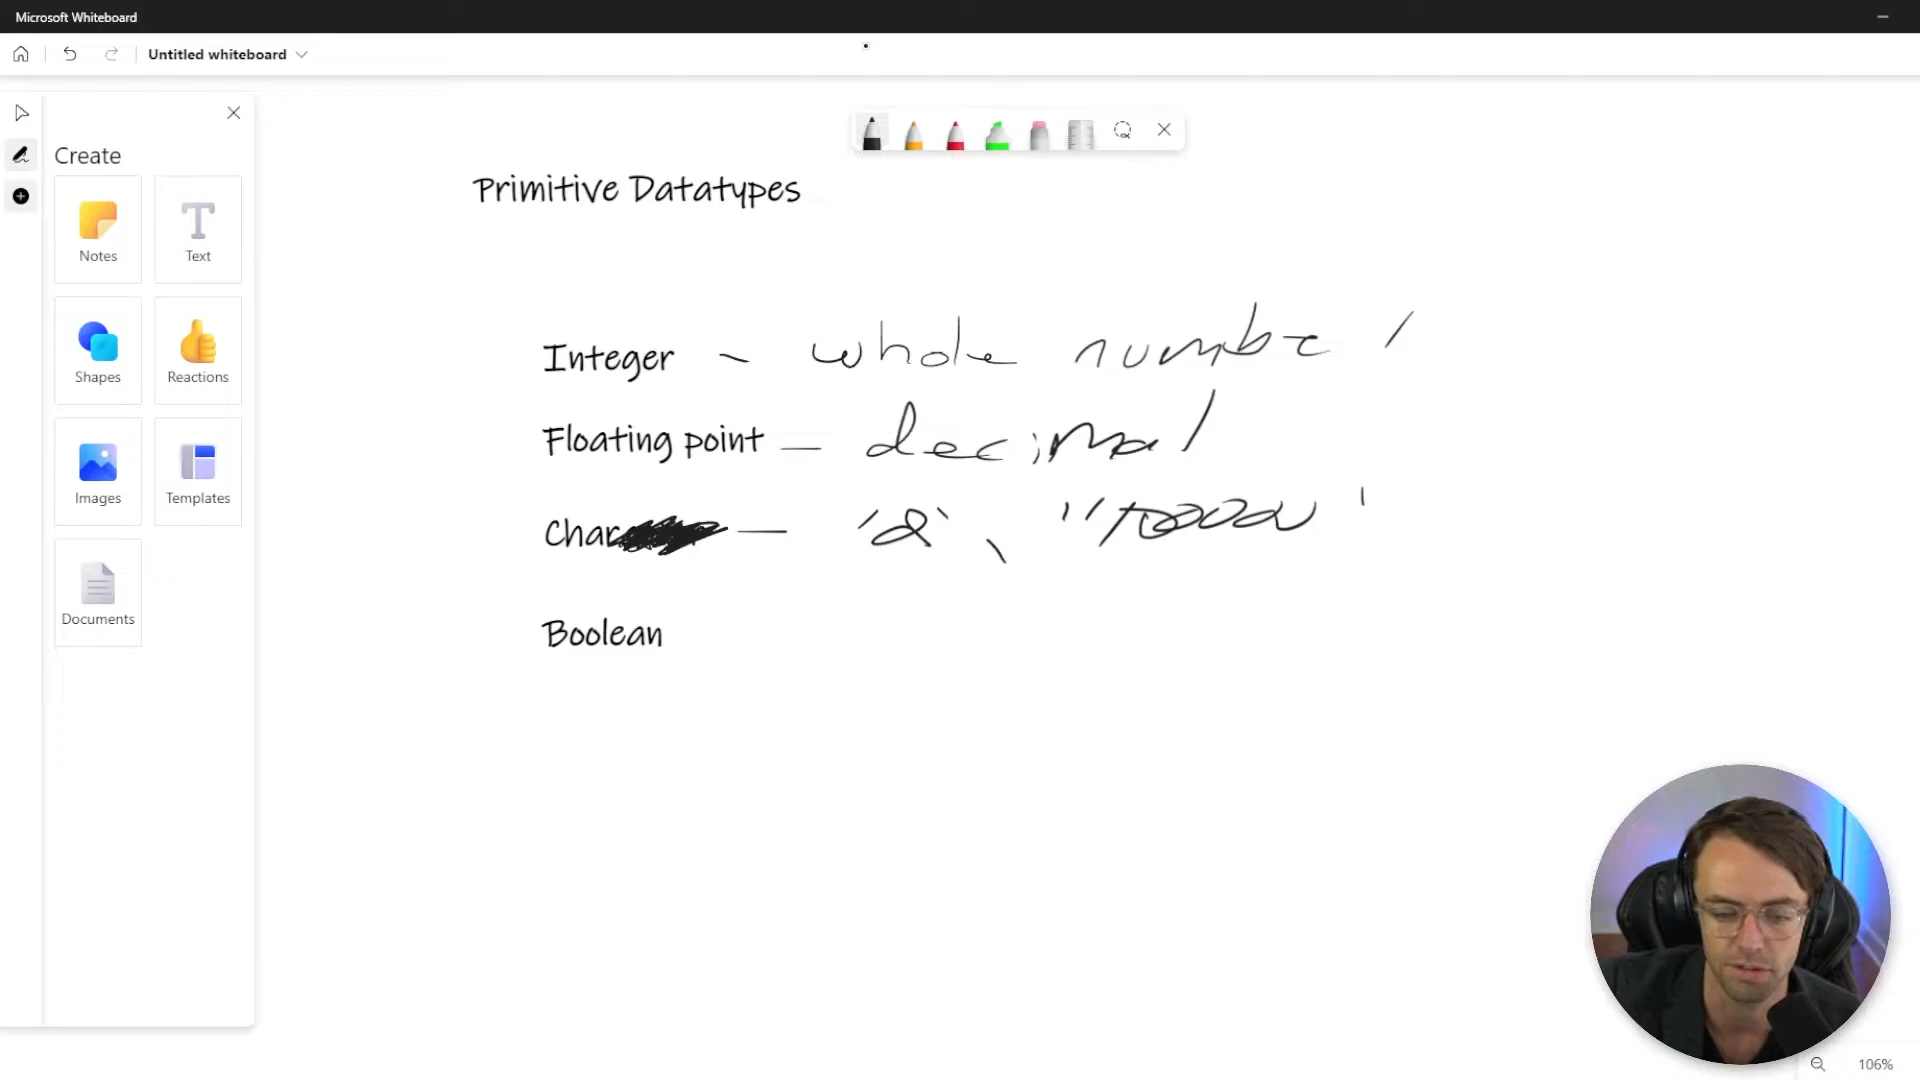 Microsoft Whiteboard
Untitled whiteboard
Create
Primitive Datatypes
Notes Text
Integer - whole number
Shapes Reactions
Floating point - decimal
Images Templates
Char - 'a',
Documents
Boolean
106%